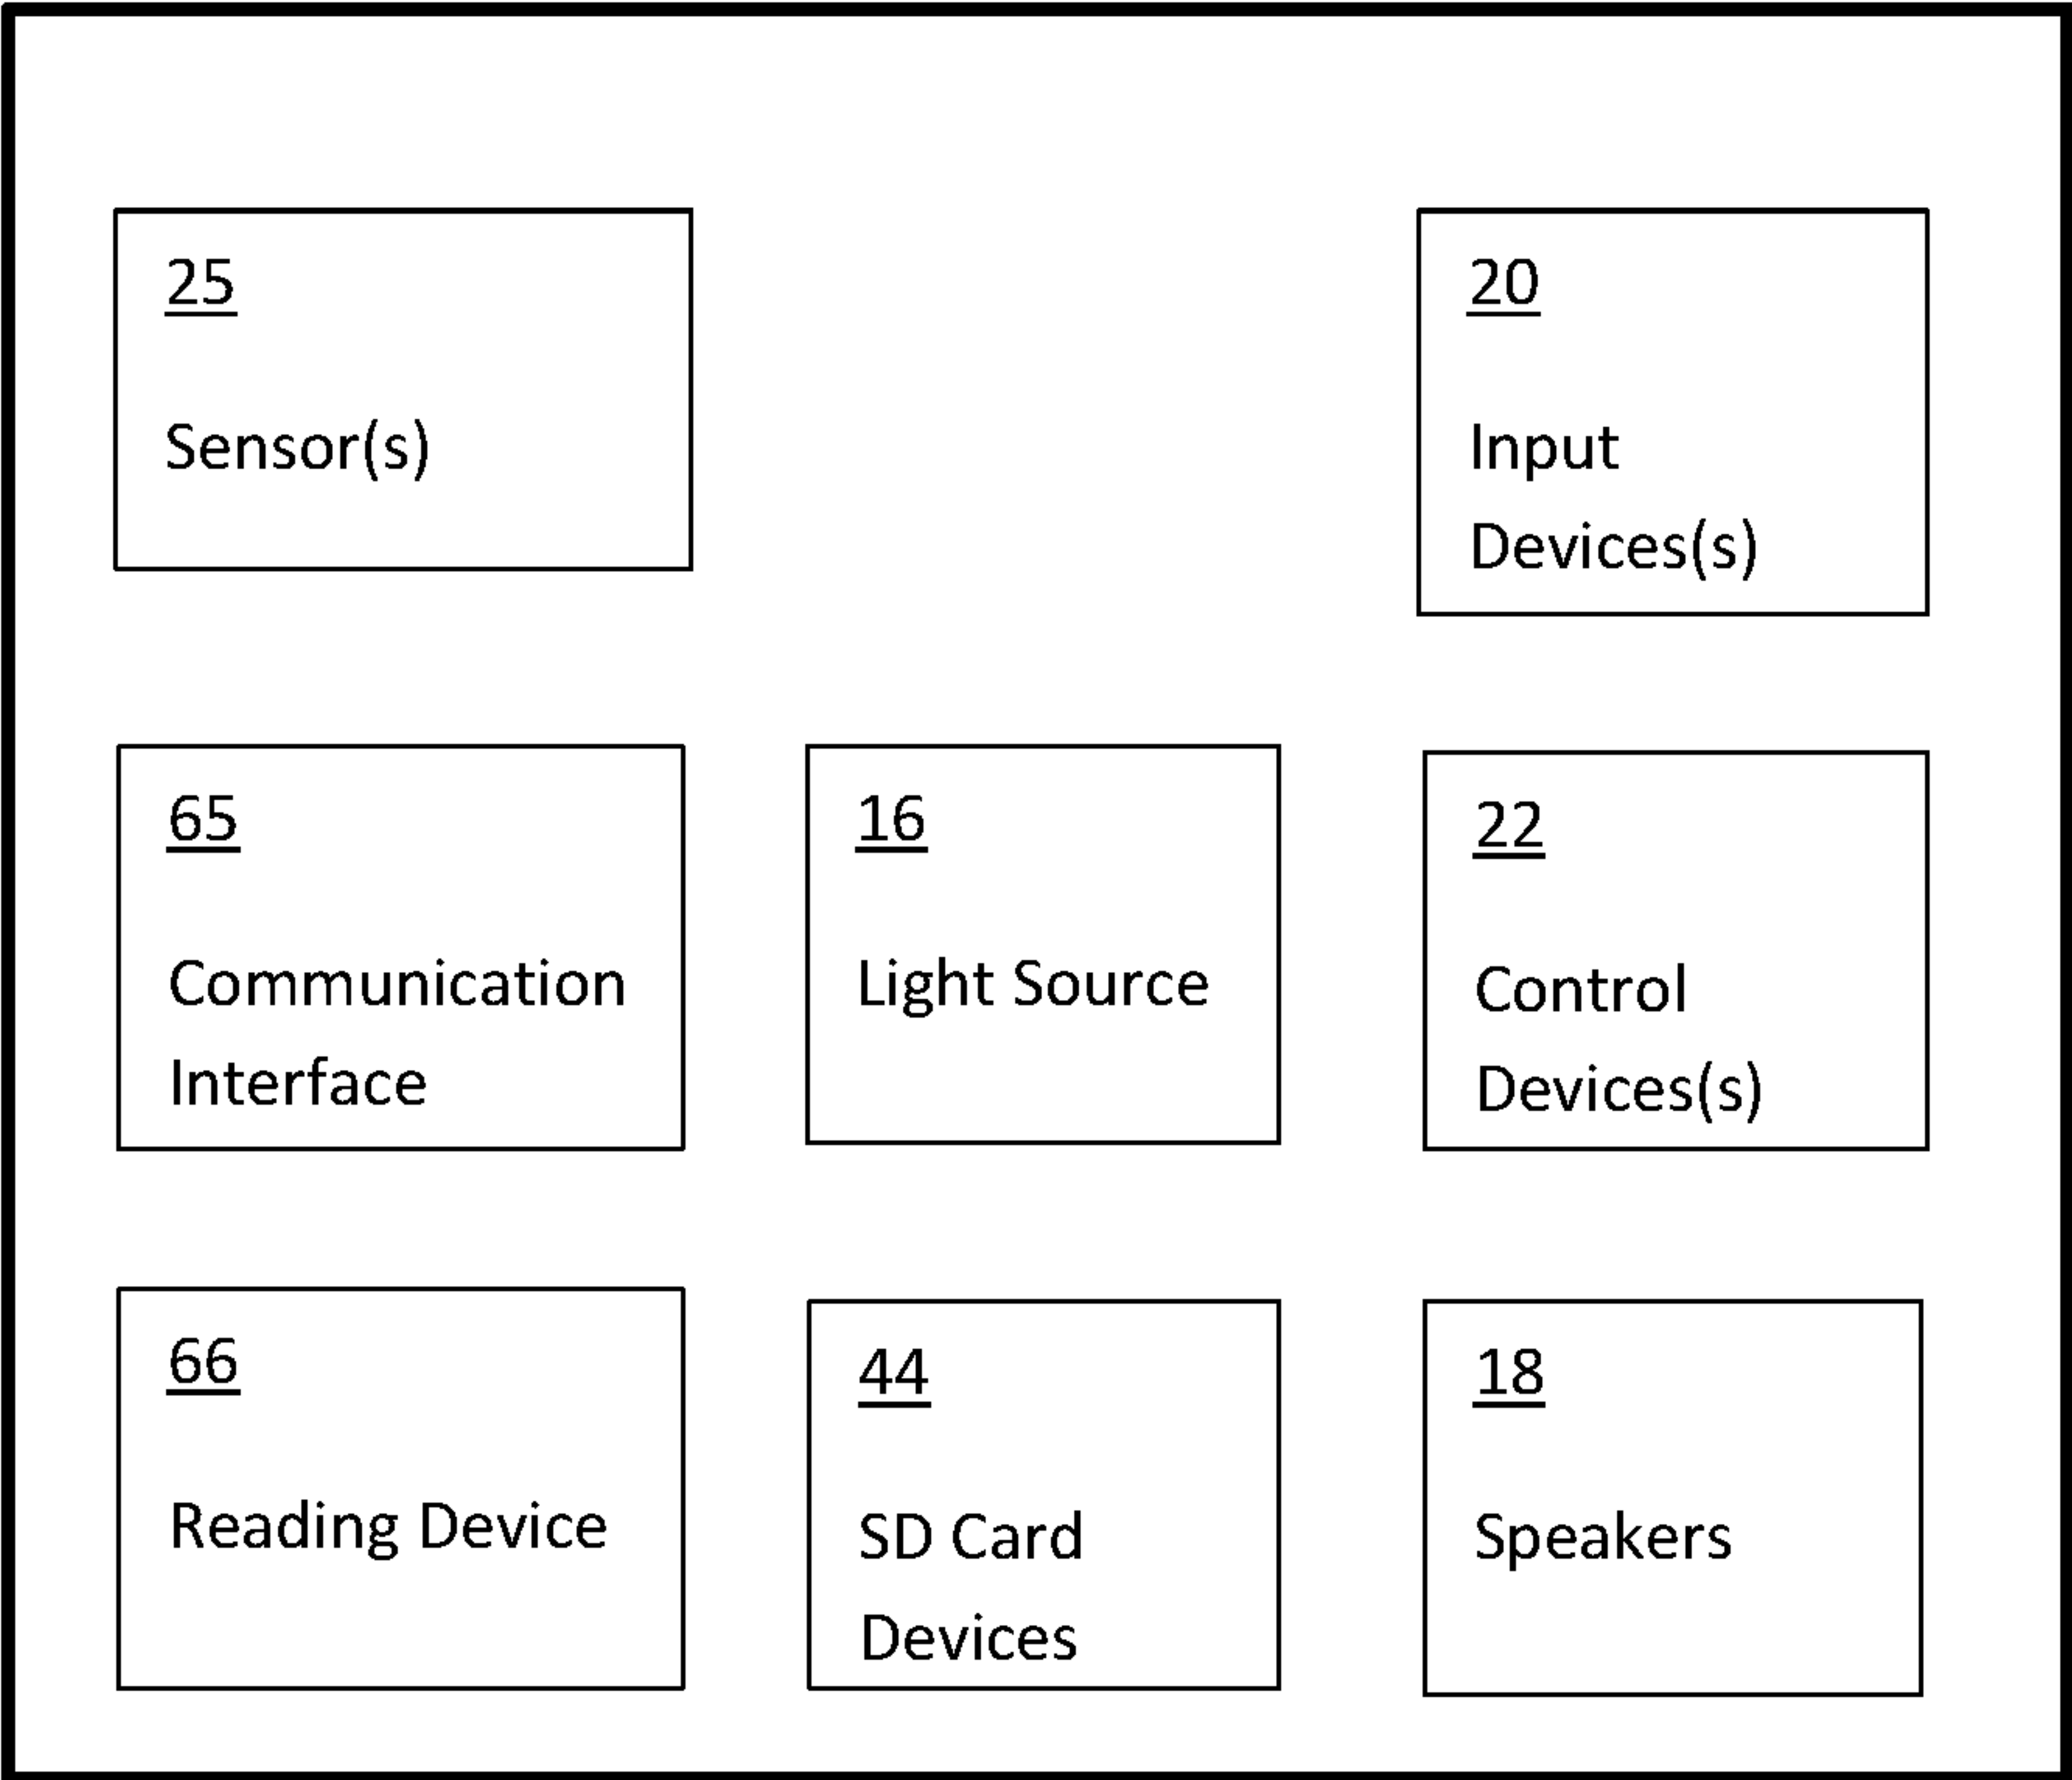 25
Sensor(s)
20
Input
Devices(s)
65
Communication
Interface
16
Light Source
22
Control
Devices(s)
66
Reading Device
44
SD Card
Devices
18
Speakers